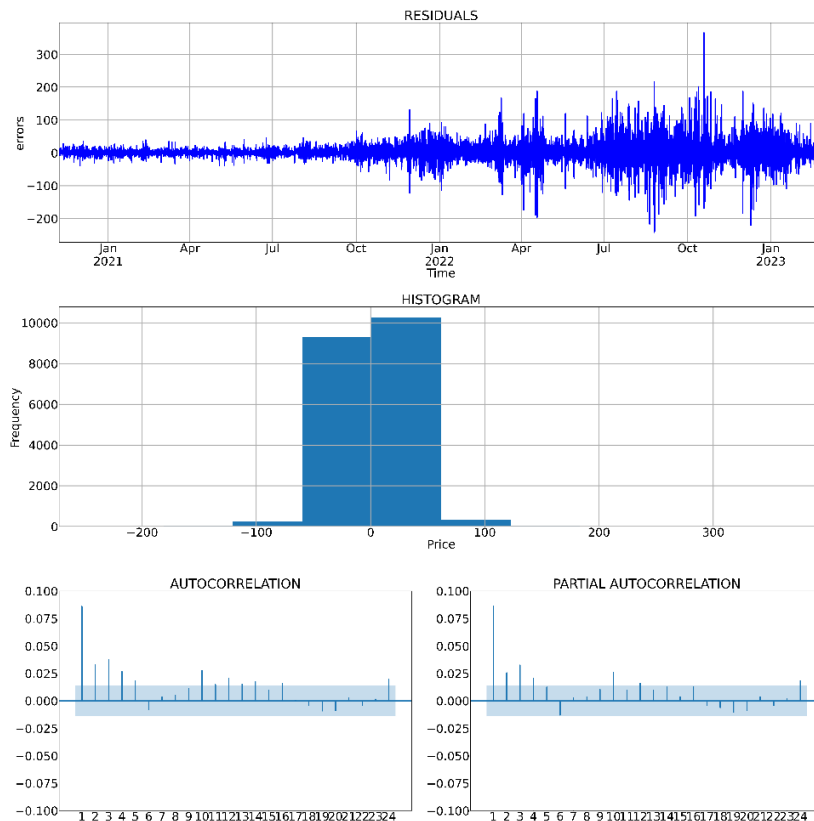 RESIDUALS
300
200
100
0
−100
−200
errors
Jan Apr Jul Oct Jan Apr Jul Oct Jan
2021 2022 2023
Time
HISTOGRAM
10000
8000
6000
4000
2000
0
Frequency
−200 −100 0 100 200 300
Price
AUTOCORRELATION
0.100
0.075
0.050
0.025
0.000
−0.025
−0.050
−0.075
−0.100
1 2 3 4 5 6 7 8 9 10 11 12 13 14 15 16 17 18 19 20 21 22 23 24
PARTIAL AUTOCORRELATION
0.100
0.075
0.050
0.025
0.000
−0.025
−0.050
−0.075
−0.100
1 2 3 4 5 6 7 8 9 10 11 12 13 14 15 16 17 18 19 20 21 22 23 24